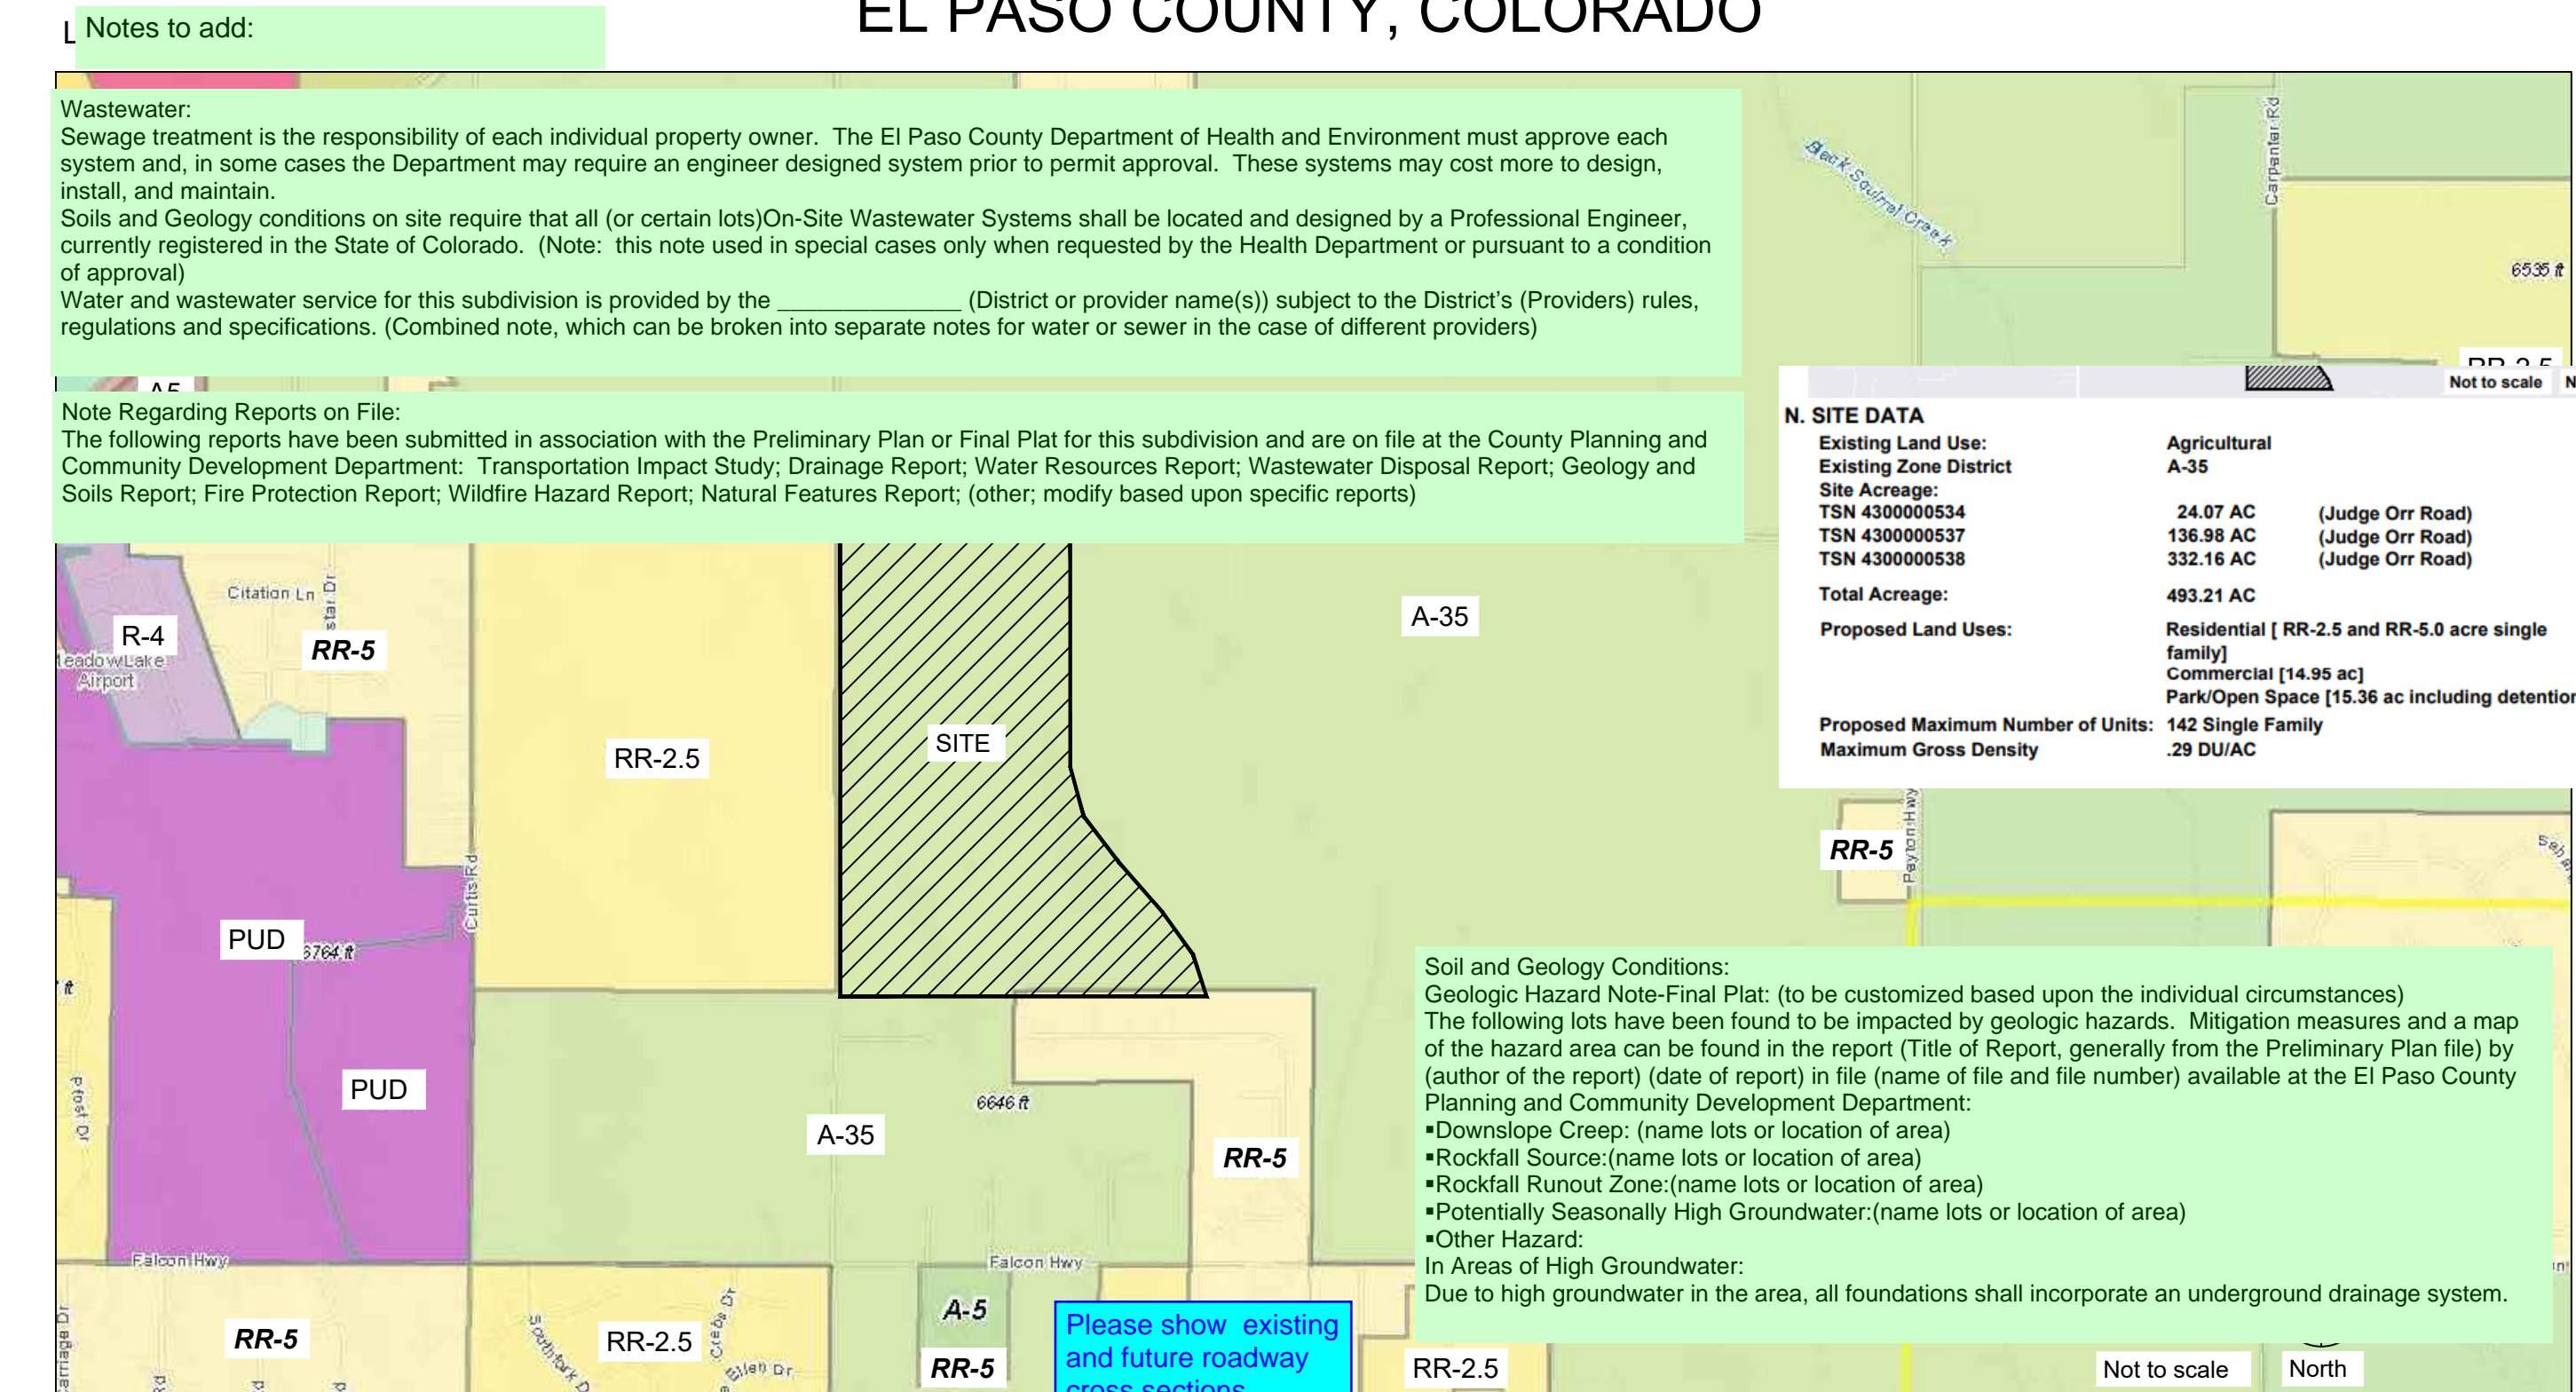 EL PASO COUNTY, COLORADO
L
Notes to add:
Wastewater:
Sewage treatment is the responsibility of each individual property owner.  The El Paso County Department of Health and Environment must approve each
system and, in some cases the Department may require an engineer designed system prior to permit approval.  These systems may cost more to design,
install, and maintain.
Soils and Geology conditions on site require that all (or certain lots)On-Site Wastewater Systems shall be located and designed by a Professional Engineer,
currently registered in the State of Colorado.  (Note:  this note used in special cases only when requested by the Health Department or pursuant to a condition
of approval)
Water and wastewater service for this subdivision is provided by the ______________ (District or provider name(s)) subject to the District’s (Providers) rules,
regulations and specifications. (Combined note, which can be broken into separate notes for water or sewer in the case of different providers)
Black Squirrel Creek
Carpenter Rd
6535 ft
RR-2.5
A5
Note Regarding Reports on File:
The following reports have been submitted in association with the Preliminary Plan or Final Plat for this subdivision and are on file at the County Planning and
Community Development Department:  Transportation Impact Study; Drainage Report; Water Resources Report; Wastewater Disposal Report; Geology and
Soils Report; Fire Protection Report; Wildfire Hazard Report; Natural Features Report; (other; modify based upon specific reports)
Not to scale N
N. SITE DATA
Existing Land Use: Agricultural
Existing Zone District A-35
Site Acreage:
TSN 4300000534 24.07 AC (Judge Orr Road)
TSN 4300000537 136.98 AC (Judge Orr Road)
TSN 4300000538 332.16 AC (Judge Orr Road)
Total Acreage: 493.21 AC
Proposed Land Uses: Residential [ RR-2.5 and RR-5.0 acre single
family]
Commercial [14.95 ac]
Park/Open Space [15.36 ac including detention
Proposed Maximum Number of Units: 142 Single Family
Maximum Gross Density .29 DU/AC
Citation Ln
star Dr
R-4
RR-5
MeadowLake
Airport
RR-2.5
SITE
A-35
RR-5
Peyton Hwy
Curtis Rd
PUD
6764 ft
ft
PUD
Pfost Dr
6646 ft
A-35
RR-5
Soil and Geology Conditions:
Geologic Hazard Note-Final Plat: (to be customized based upon the individual circumstances)
The following lots have been found to be impacted by geologic hazards.  Mitigation measures and a map
of the hazard area can be found in the report (Title of Report, generally from the Preliminary Plan file) by
(author of the report) (date of report) in file (name of file and file number) available at the El Paso County
Planning and Community Development Department:
▪Downslope Creep: (name lots or location of area)
▪Rockfall Source:(name lots or location of area)
▪Rockfall Runout Zone:(name lots or location of area)
▪Potentially Seasonally High Groundwater:(name lots or location of area)
▪Other Hazard:
In Areas of High Groundwater:
Due to high groundwater in the area, all foundations shall incorporate an underground drainage system.
Falcon Hwy
Falcon Hwy
RR-5
RR-2.5
Crebs Dr
Ellen Dr
A-5
RR-5
Please show  existing
and future roadway
cross sections
RR-2.5
Not to scale
North